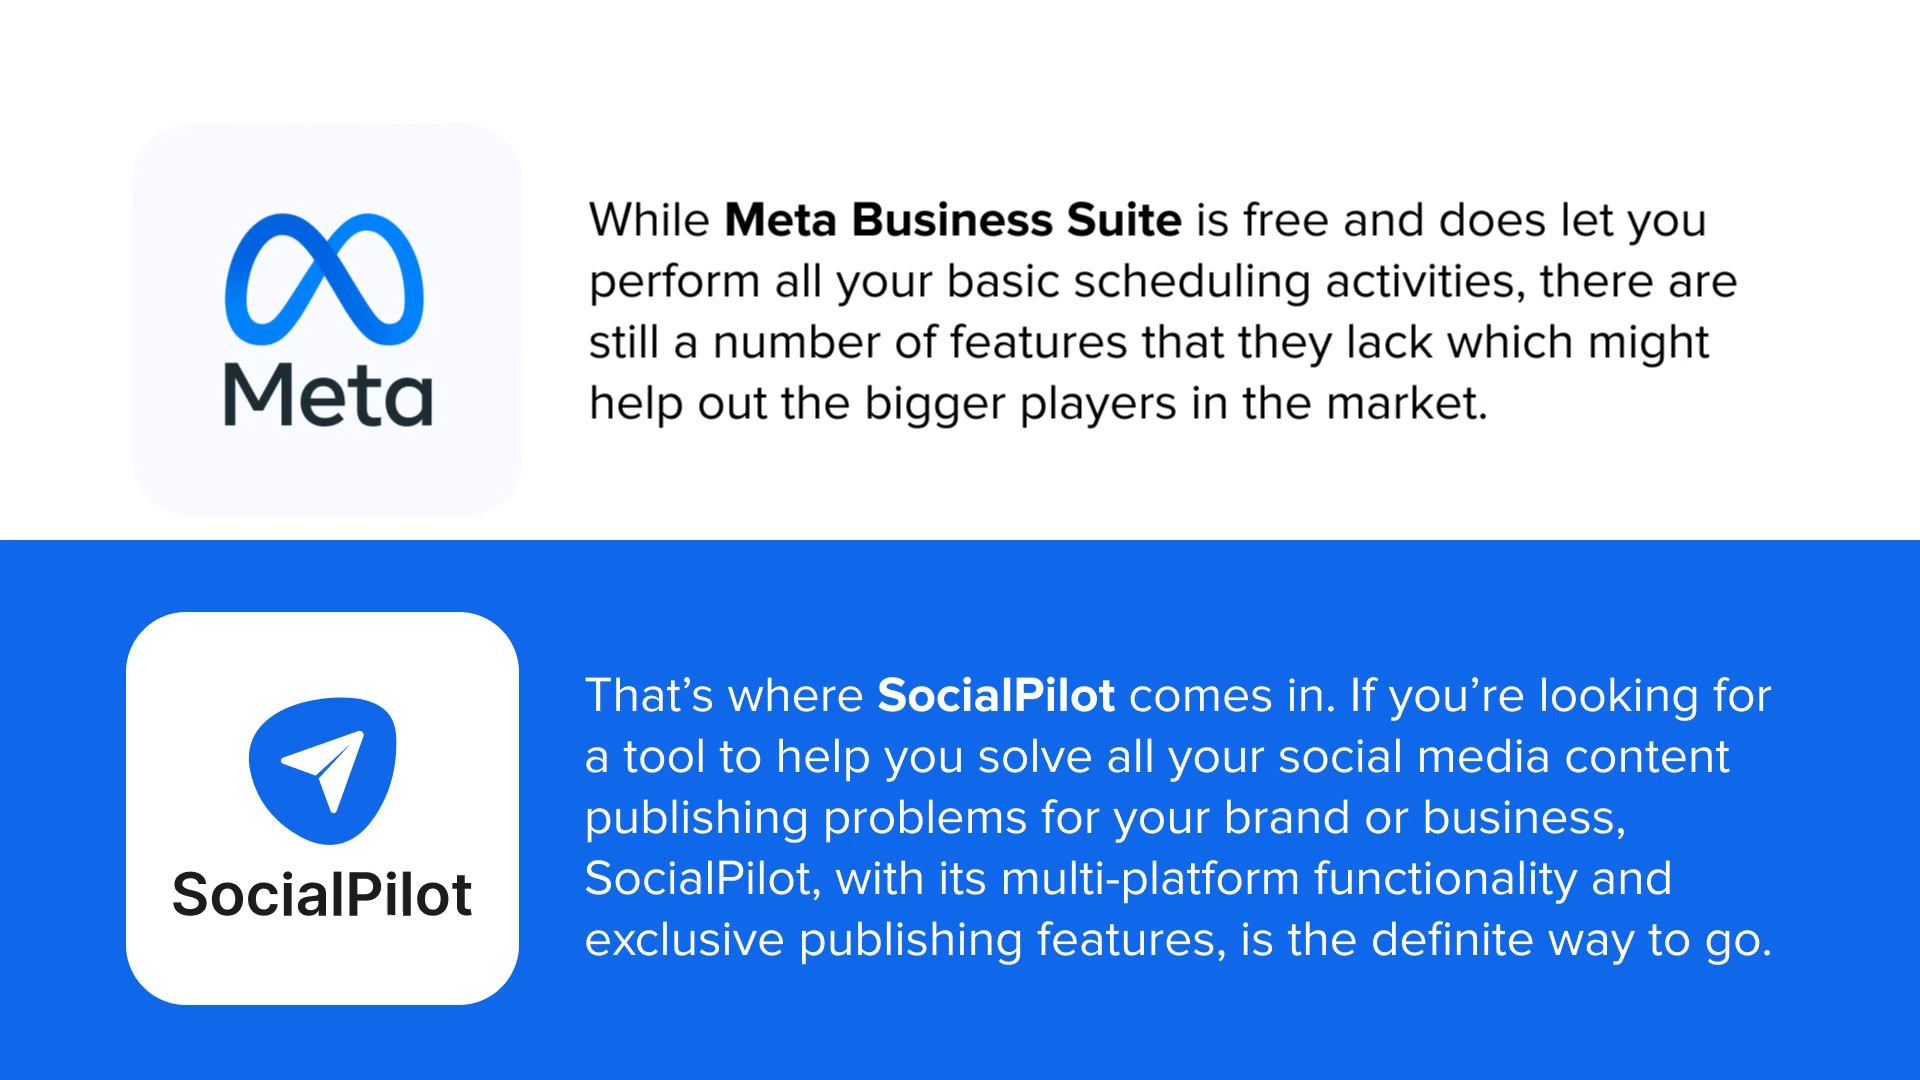 Meta
While Meta Business Suite is free and does let you
perform all your basic scheduling activities, there are
still a number of features that they lack which might
help out the bigger players in the market.
SocialPilot
That’s where SocialPilot comes in. If you’re looking for
a tool to help you solve all your social media content
publishing problems for your brand or business,
SocialPilot, with its multi-platform functionality and
exclusive publishing features, is the definite way to go.